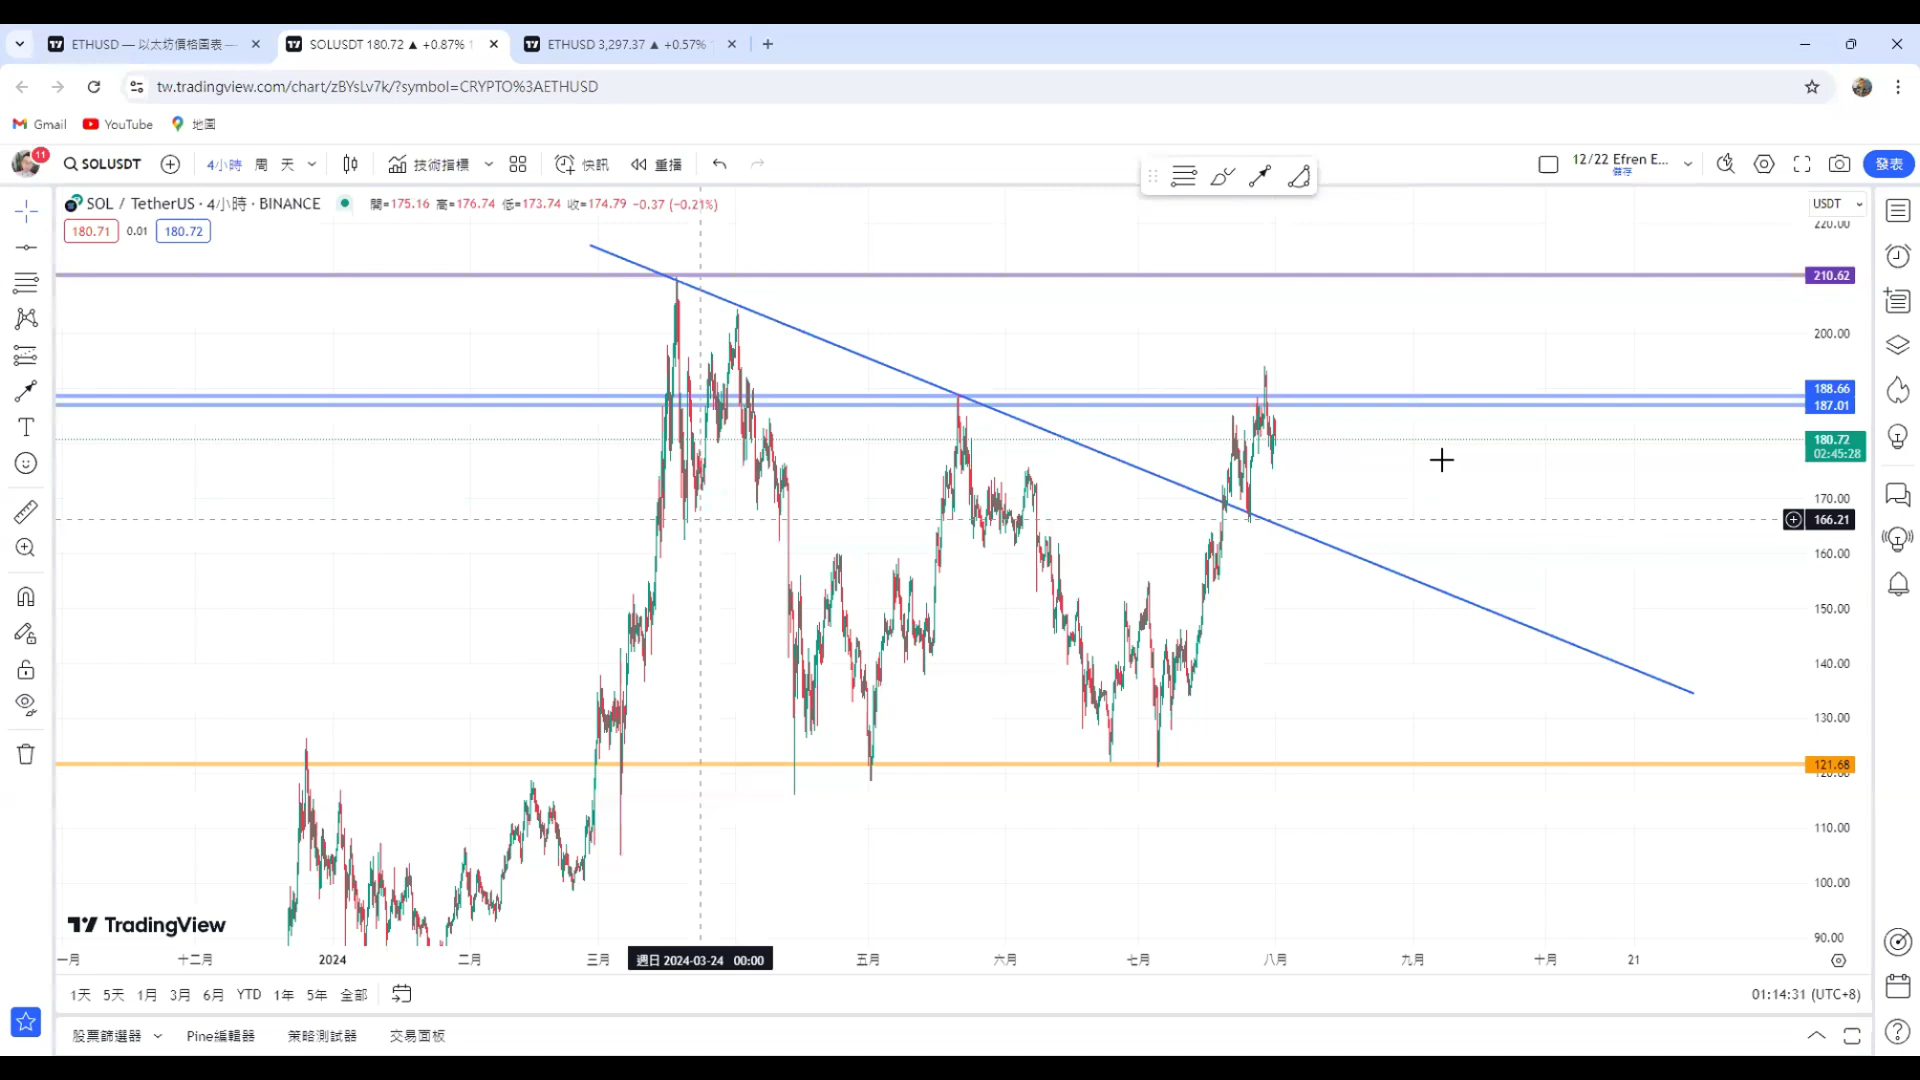 ETHUSD — 以太坊價格圖表 —
SOLUSDT 180.72 ▲ +0.87%
ETHUSD 3,297.37 ▲ +0.57%
tw.tradingview.com/chart/zBYsLv7k/?symbol=CRYPTO%3AETHUSD
Gmail YouTube 地圖
11 SOLUSDT 4小時 周 天 技術指標 快訊 重播 12/22 Efren E... 發表
儲存
SOL / TetherUS · 4小時 · BINANCE 開=175.16 高=176.74 低=173.74 收=174.79 −0.37 (−0.21%) USDT
180.71 0.01 180.72
220.00
210.62
200.00
188.66
187.01
180.72
02:45:28
170.00
166.21
160.00
150.00
140.00
130.00
121.68
120.00
110.00
100.00
90.00
TradingView
一月 十二月 2024 二月 三月 週日 2024-03-24 00:00 五月 六月 七月 八月 九月 十月 21
1天 5天 1月 3月 6月 YTD 1年 5年 全部 01:14:31 (UTC+8)
股票篩選器 Pine編輯器 策略測試器 交易面板